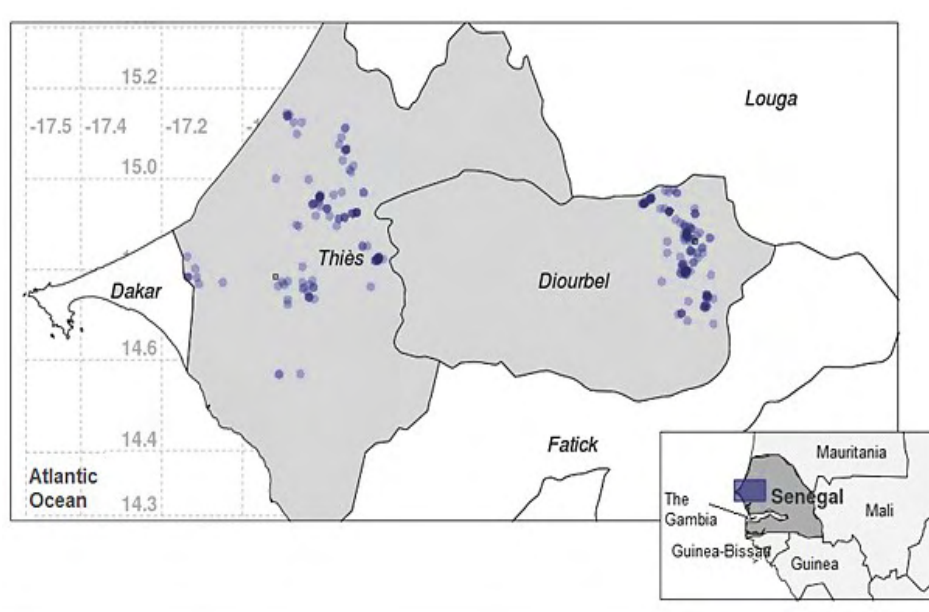 15.2
Louga
-17.5 -17.4 -17.2
15.0
Thiès
Diourbel
Dakar
14.6
14.4
Fatick
Atlantic
Ocean
14.3
Mauritania
Senegal
The
Gambia
Mali
Guinea-Bissau
Guinea